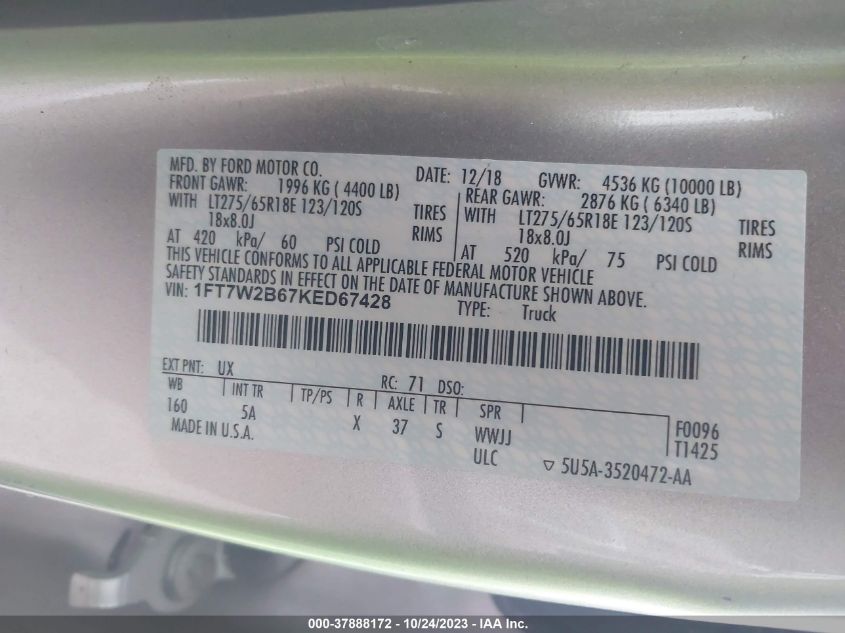 MFD. BY FORD MOTOR CO. DATE: 12/18 GVWR: 4536 KG (10000 LB)
FRONT GAWR: 1996 KG ( 4400 LB) REAR GAWR: 2876 KG ( 6340 LB)
WITH LT275/65R18E 123/120S TIRES WITH LT275/65R18E 123/120S TIRES
18x8.0J RIMS 18x8.0J RIMS
AT 420 kPa/ 60 PSI COLD AT 520 kPa/ 75 PSI COLD
THIS VEHICLE CONFORMS TO ALL APPLICABLE FEDERAL MOTOR VEHICLE
SAFETY STANDARDS IN EFFECT ON THE DATE OF MANUFACTURE SHOWN ABOVE.
VIN: 1FT7W2B67KED67428 TYPE: Truck
EXT PNT: UX RC: 71 DSO:
WB INT TR TP/PS R AXLE TR SPR
160 5A X 37 S WWJJ F0096
MADE IN U.S.A. ULC T1425
▽ 5U5A-3520472-AA
000-37888172 - 10/24/2023 - IAA Inc.